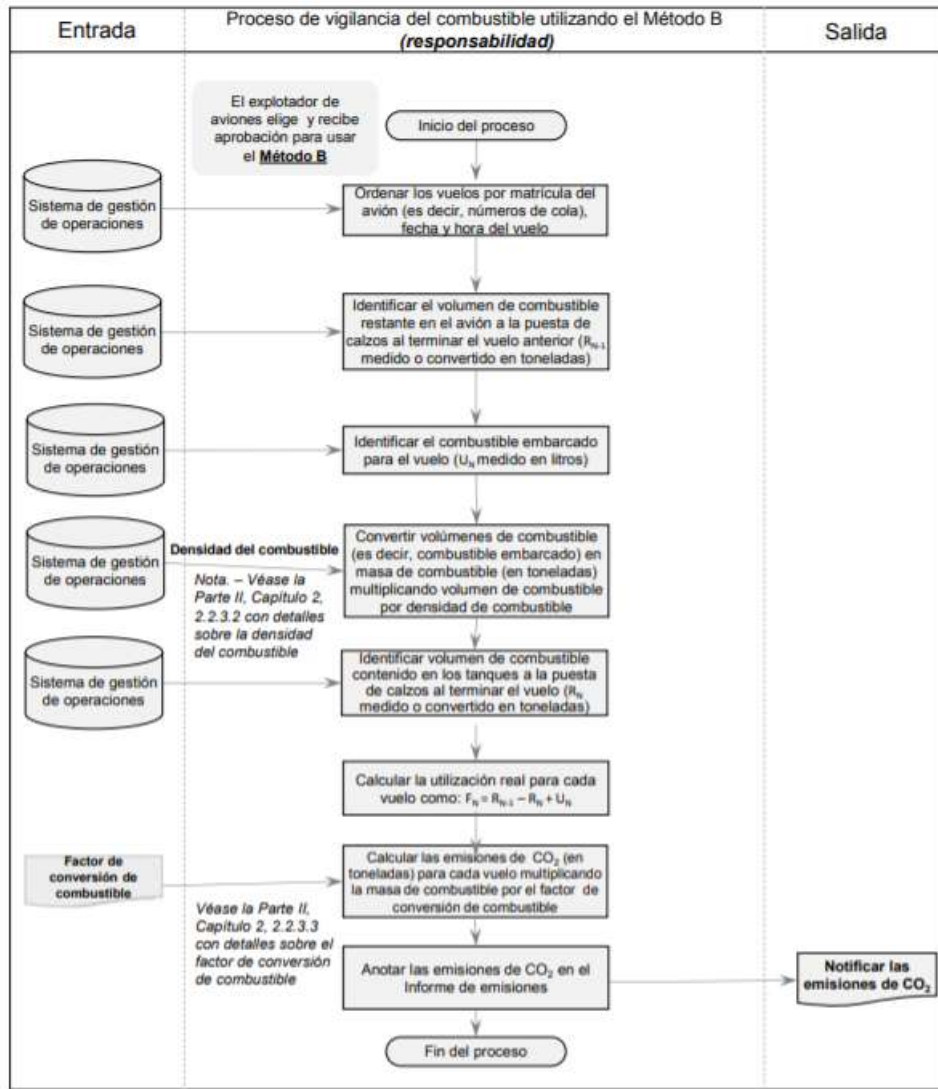 Entrada
Proceso de vigilancia del combustible utilizando el Método B
(responsabilidad)
Salida
El explotador de
aviones elige y recibe
aprobación para usar
el Método B
Inicio del proceso
Sistema de gestión
de operaciones
Ordenar los vuelos por matrícula del
avión (es decir, números de cola),
fecha y hora del vuelo
Sistema de gestión
de operaciones
Identificar el volumen de combustible
restante en el avión a la puesta de
calzos al terminar el vuelo anterior (R_{N-1}
medido o convertido en toneladas)
Sistema de gestión
de operaciones
Identificar el combustible embarcado
para el vuelo (U_N medido en litros)
Sistema de gestión
de operaciones
Densidad del combustible
Nota. – Véase la
Parte II, Capítulo 2,
2.2.3.2 con detalles
sobre la densidad
del combustible
Convertir volúmenes de combustible
(es decir, combustible embarcado) en
masa de combustible (en toneladas)
multiplicando volumen de combustible
por densidad de combustible
Sistema de gestión
de operaciones
Identificar volumen de combustible
contenido en los tanques a la puesta
de calzos al terminar el vuelo (R_N
medido o convertido en toneladas)
Calcular la utilización real para cada
vuelo como: F_N = R_{N-1} – R_N + U_N
Factor de
conversión de
combustible
Calcular las emisiones de CO₂ (en
toneladas) para cada vuelo multiplicando
la masa de combustible por el factor de
conversión de combustible
Véase la Parte II,
Capítulo 2, 2.2.3.3
con detalles sobre el
factor de conversión
de combustible
Anotar las emisiones de CO₂ en el
Informe de emisiones
Notificar las
emisiones de CO₂
Fin del proceso